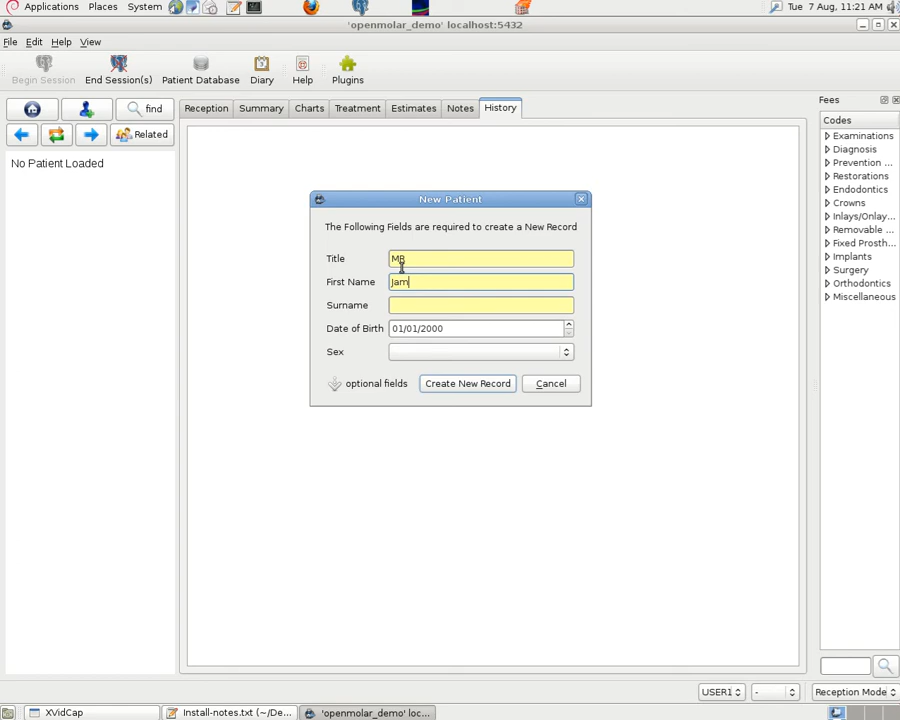 Applications Places System Tue 7 Aug, 11:21 AM
'openmolar_demo' localhost:5432
File Edit Help View
Begin Session End Session(s) Patient Database Diary Help Plugins
find Reception Summary Charts Treatment Estimates Notes History Fees
Related
No Patient Loaded
Codes
Examinations
Diagnosis
Prevention ...
Restorations
Endodontics
Crowns
Inlays/Onlay...
Removable ...
Fixed Prosth...
Implants
Surgery
Orthodontics
Miscellaneous
New Patient
The Following Fields are required to create a New Record
Title MR
First Name Jam
Surname
Date of Birth 01/01/2000
Sex
optional fields Create New Record Cancel
USER1 - Reception Mode
XVidCap Install-notes.txt (~/De... 'openmolar_demo' loc...